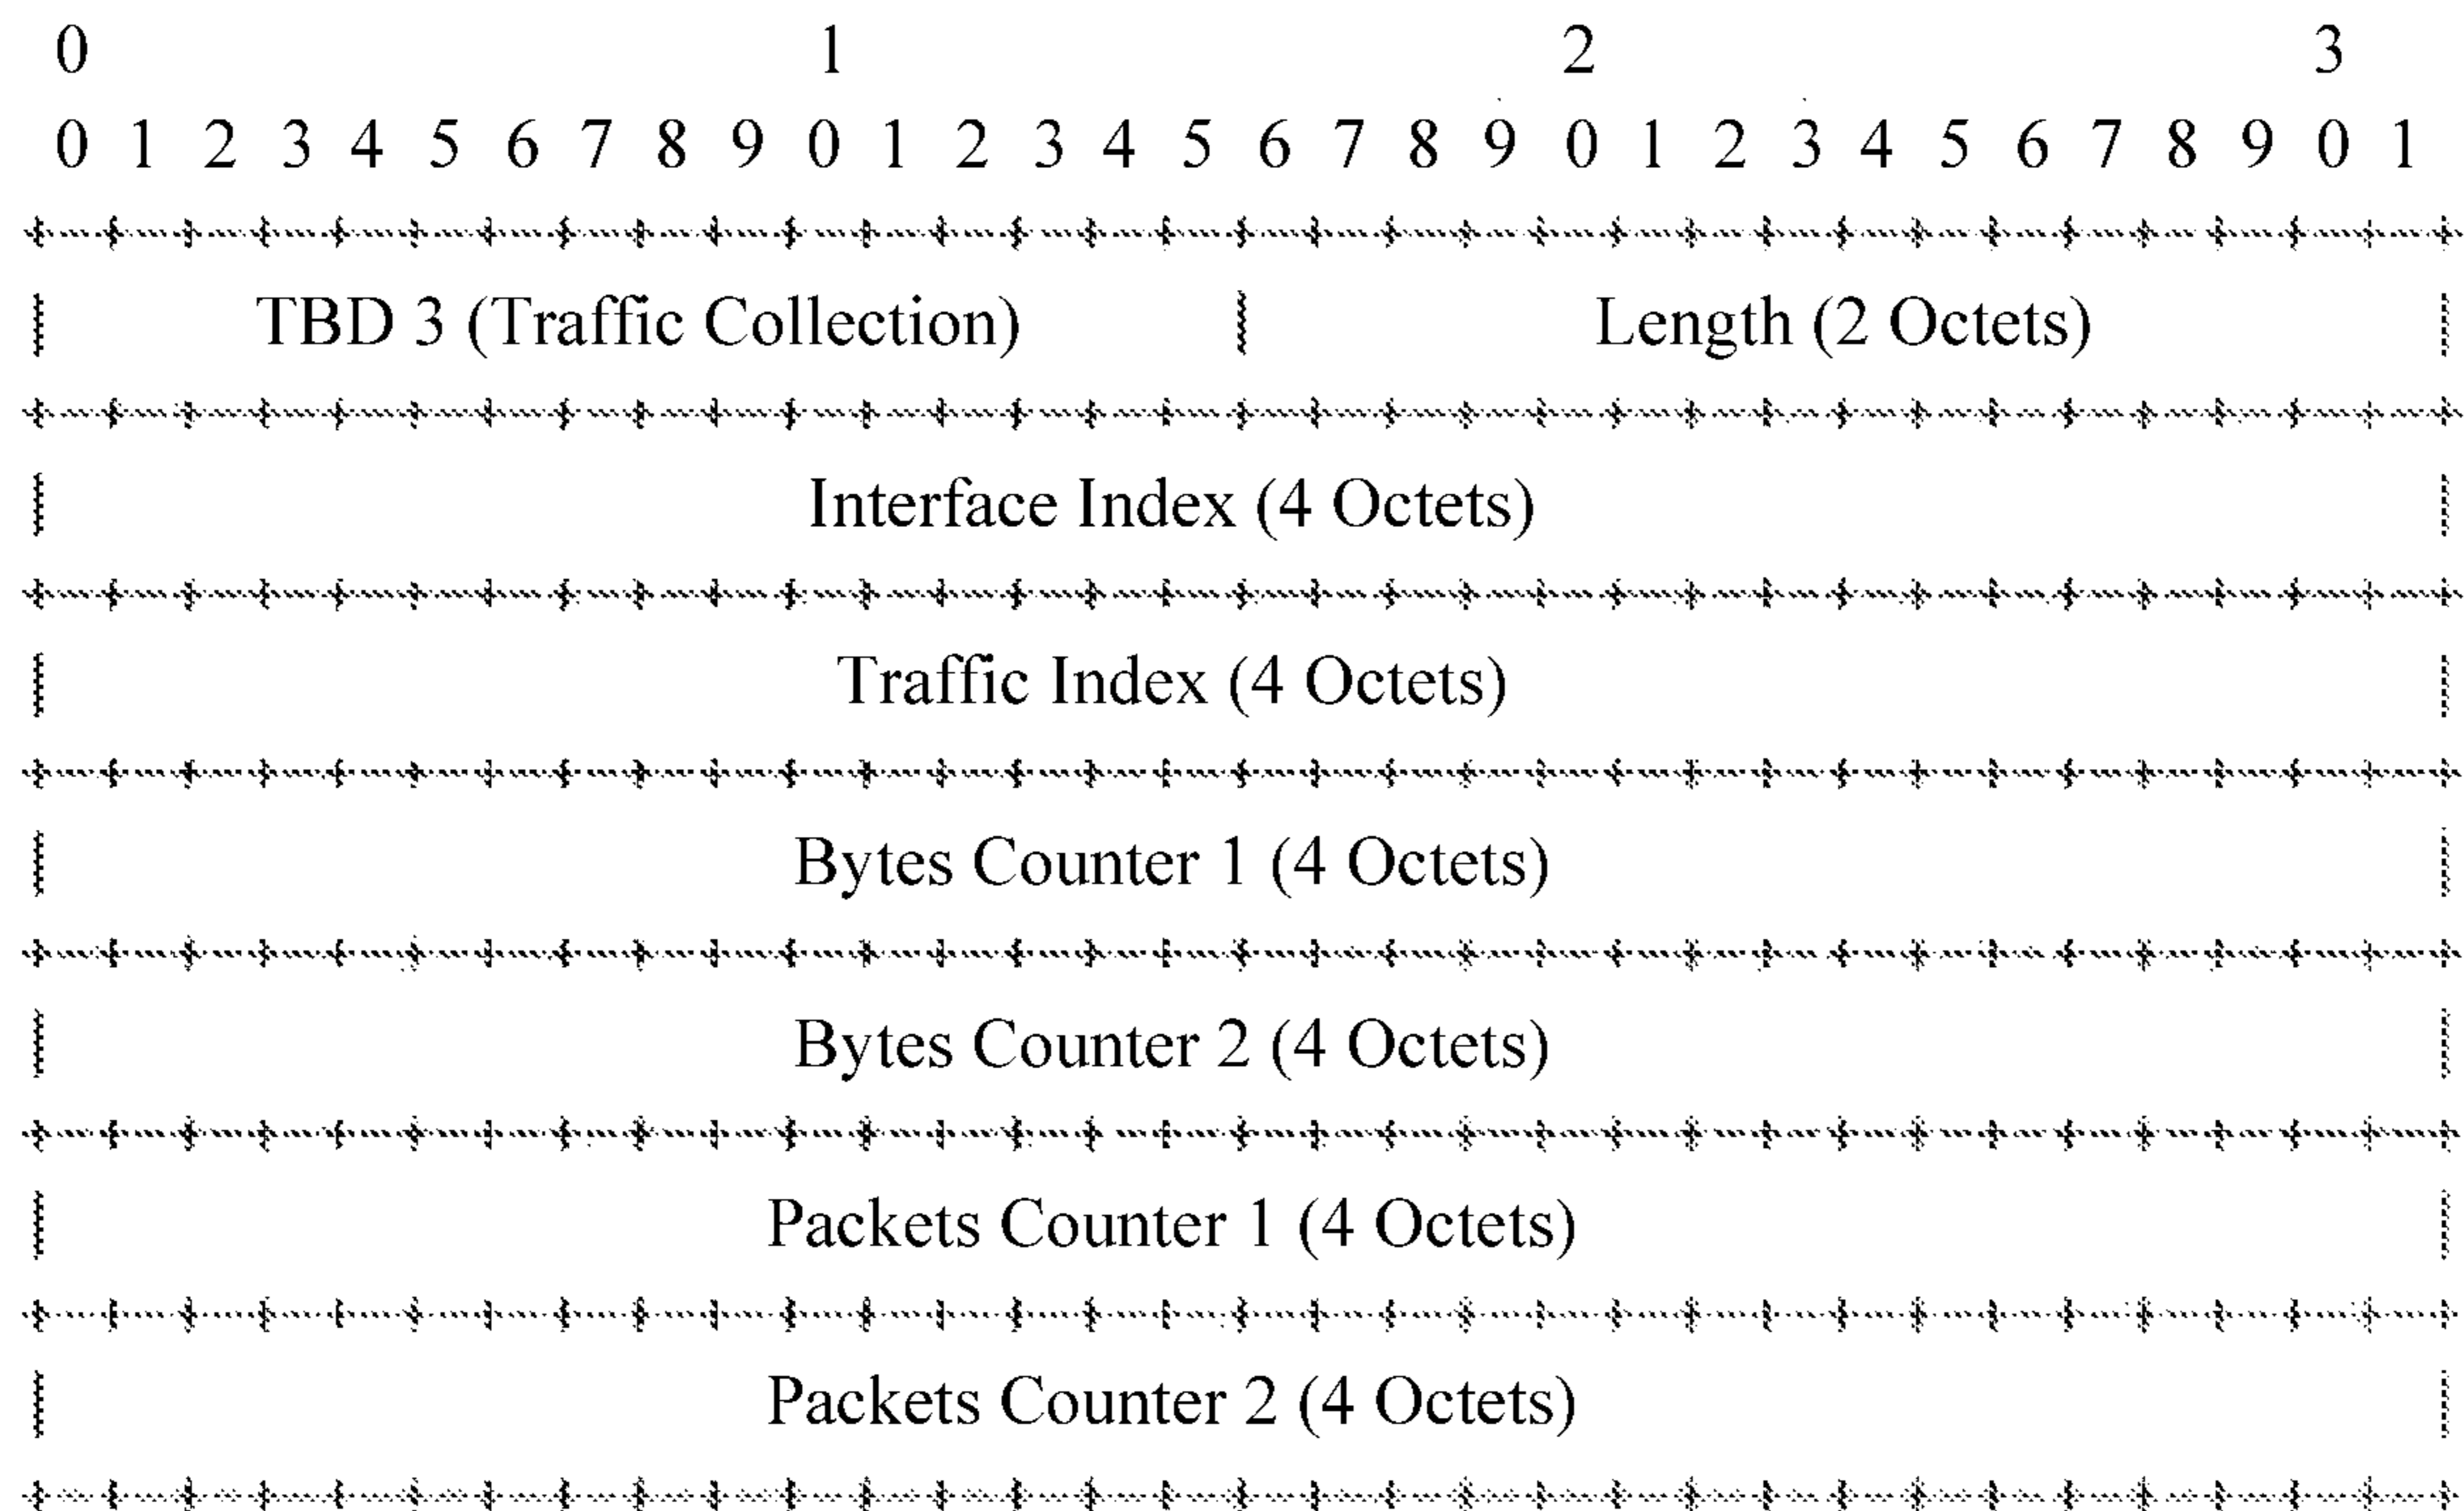 0 1 2 3
0 1 2 3 4 5 6 7 8 9 0 1 2 3 4 5 6 7 8 9 0 1 2 3 4 5 6 7 8 9 0 1
TBD 3 (Traffic Collection) Length (2 Octets)
Interface Index (4 Octets)
Traffic Index (4 Octets)
Bytes Counter 1 (4 Octets)
Bytes Counter 2 (4 Octets)
Packets Counter 1 (4 Octets)
Packets Counter 2 (4 Octets)